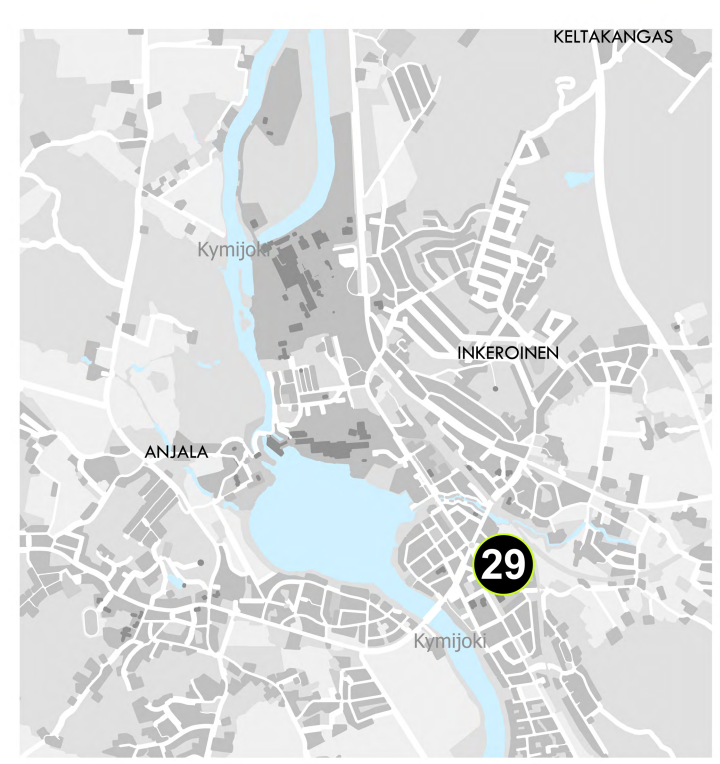 KELTAKANGAS
Kymijoki
INKEROINEN
ANJALA
29
Kymijoki